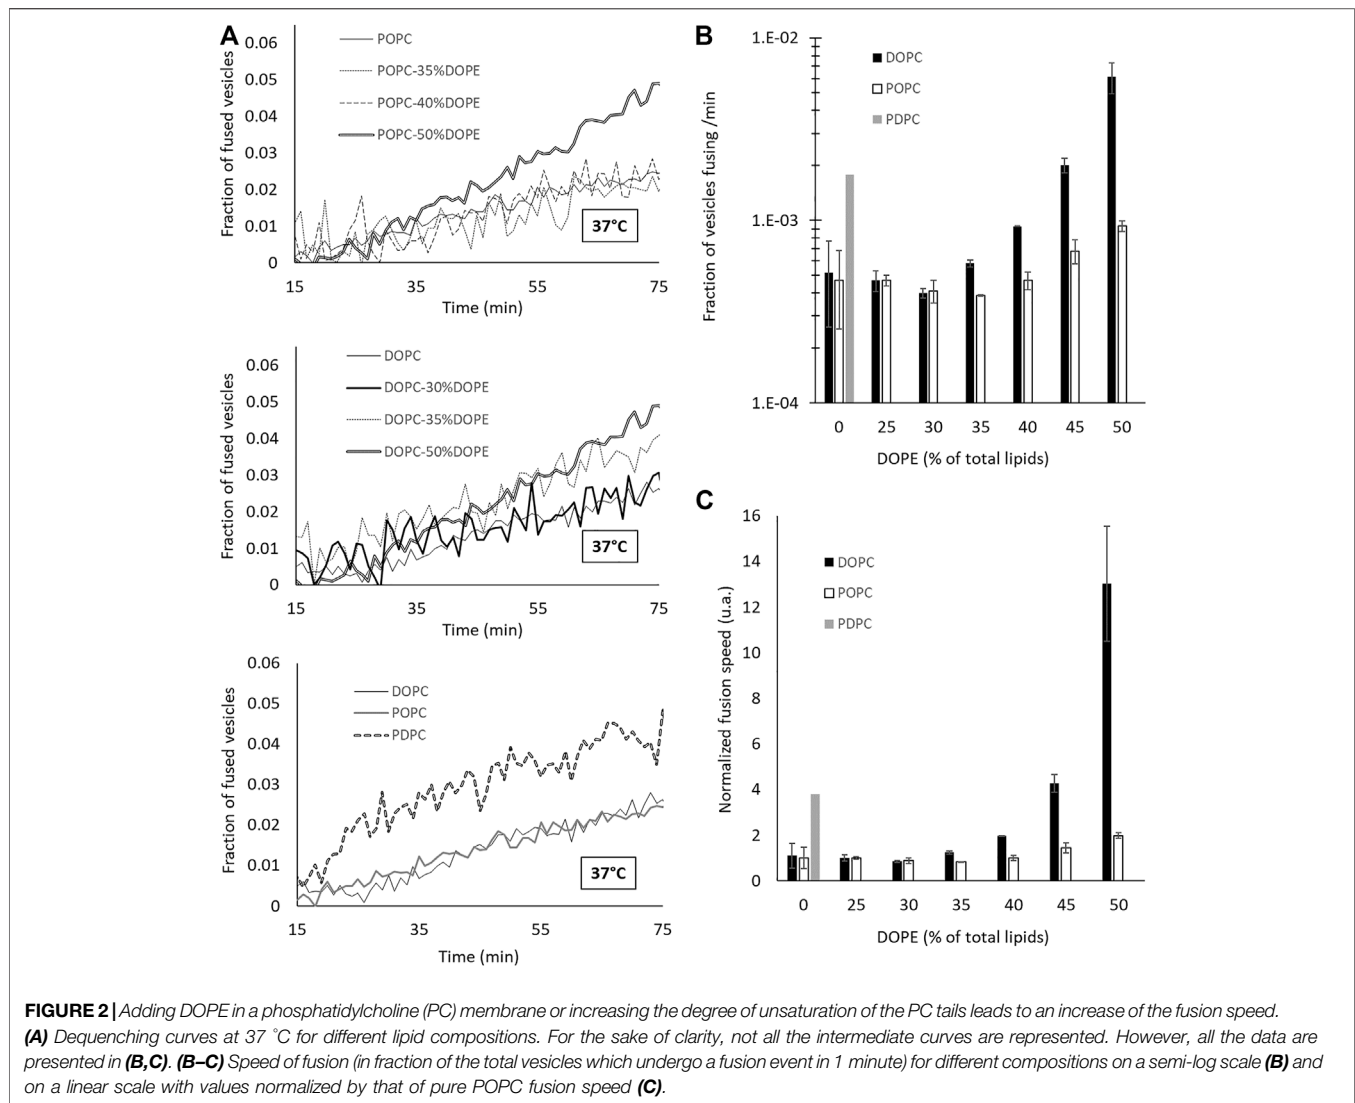 A
0.06
0.05
0.04
0.03
0.02
0.01
0
Fraction of fused vesicles
POPC
POPC-35%DOPE
POPC-40%DOPE
POPC-50%DOPE
37°C
15 35 55 75
Time (min)
0.06
0.05
0.04
0.03
0.02
0.01
0
Fraction of fused vesicles
DOPC
DOPC-30%DOPE
DOPC-35%DOPE
DOPC-50%DOPE
37°C
15 35 55 75
Time (min)
0.06
0.05
0.04
0.03
0.02
0.01
0
Fraction of fused vesicles
DOPC
POPC
PDPC
37°C
15 35 55 75
Time (min)
B
1.E-02
1.E-03
1.E-04
Fraction of vesicles fusing /min
DOPC
POPC
PDPC
0 25 30 35 40 45 50
DOPE (% of total lipids)
C
16
14
12
10
8
6
4
2
0
Normalized fusion speed (u.a.)
DOPC
POPC
PDPC
0 25 30 35 40 45 50
DOPE (% of total lipids)
FIGURE 2 | Adding DOPE in a phosphatidylcholine (PC) membrane or increasing the degree of unsaturation of the PC tails leads to an increase of the fusion speed.
(A) Dequenching curves at 37 °C for different lipid compositions. For the sake of clarity, not all the intermediate curves are represented. However, all the data are
presented in (B,C). (B–C) Speed of fusion (in fraction of the total vesicles which undergo a fusion event in 1 minute) for different compositions on a semi-log scale (B) and
on a linear scale with values normalized by that of pure POPC fusion speed (C).